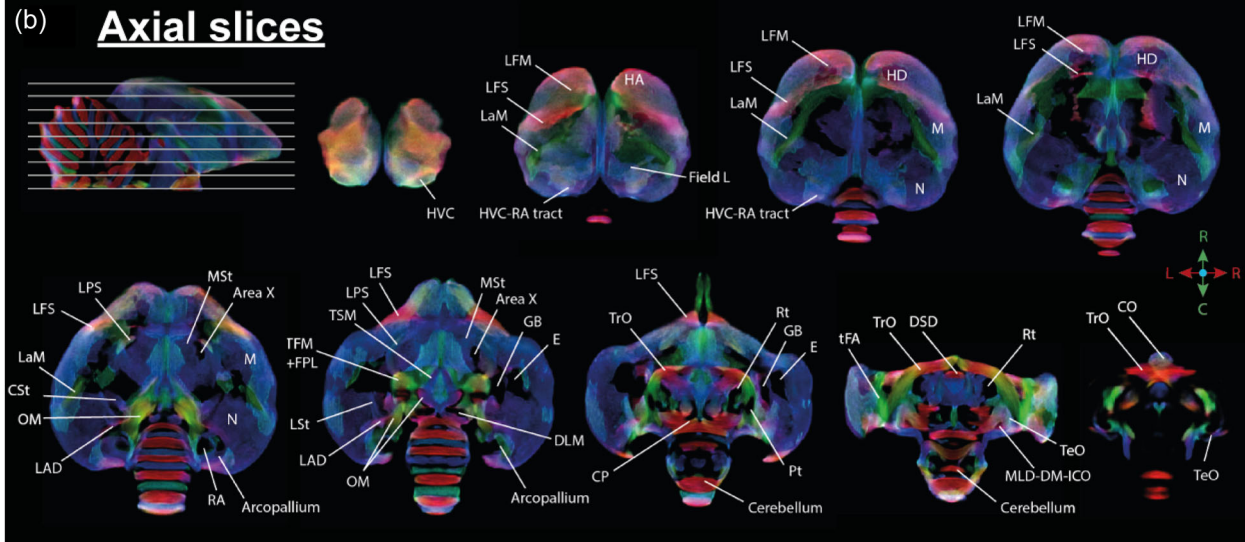 (b)
Axial slices
HVC
LFM
HA
LFS
LaM
Field L
HVC-RA tract
LFM
HD
LFS
LaM
M
N
HVC-RA tract
LFM
LFS
HD
LaM
M
N
R
L R
C
MSt
LPS
Area X
LFS
M
LaM
CSt
OM
N
LAD
RA
Arcopallium
LFS
MSt
LPS
Area X
TSM
GB
TFM
E
+FPL
LSt
LAD
DLM
OM
Arcopallium
LFS
TrO
Rt
GB
E
CP
Pt
Cerebellum
DSD
TrO
Rt
tFA
TeO
MLD-DM-ICO
Cerebellum
CO
TrO
TeO